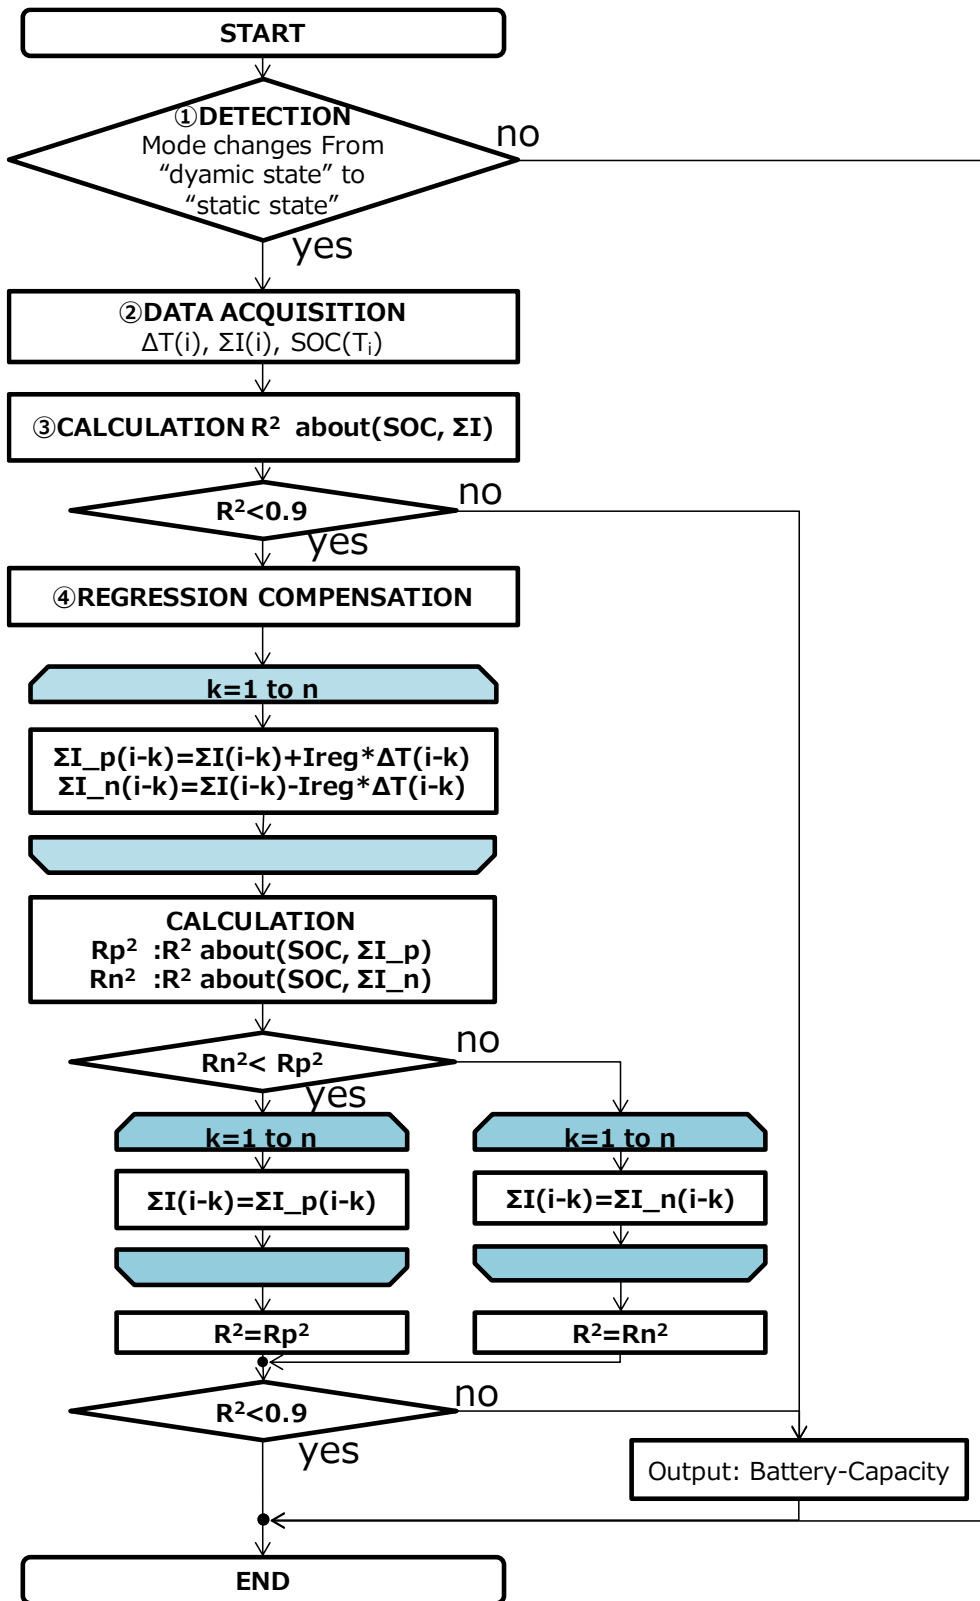 START
①DETECTION
no
Mode changes From
“dyamic state” to
“static state”
yes
②DATA ACQUISITION
ΔT(i), ΣI(i), SOC(Tᵢ)
③CALCULATION R² about(SOC, ΣI)
no
R²<0.9
yes
④REGRESSION COMPENSATION
k=1 to n
ΣI_p(i-k)=ΣI(i-k)+Ireg*ΔT(i-k)
ΣI_n(i-k)=ΣI(i-k)-Ireg*ΔT(i-k)
CALCULATION
Rp² :R² about(SOC, ΣI_p)
Rn² :R² about(SOC, ΣI_n)
no
Rn²< Rp²
yes
k=1 to n
k=1 to n
ΣI(i-k)=ΣI_p(i-k)
ΣI(i-k)=ΣI_n(i-k)
R²=Rp²
R²=Rn²
no
R²<0.9
yes
Output: Battery-Capacity
END